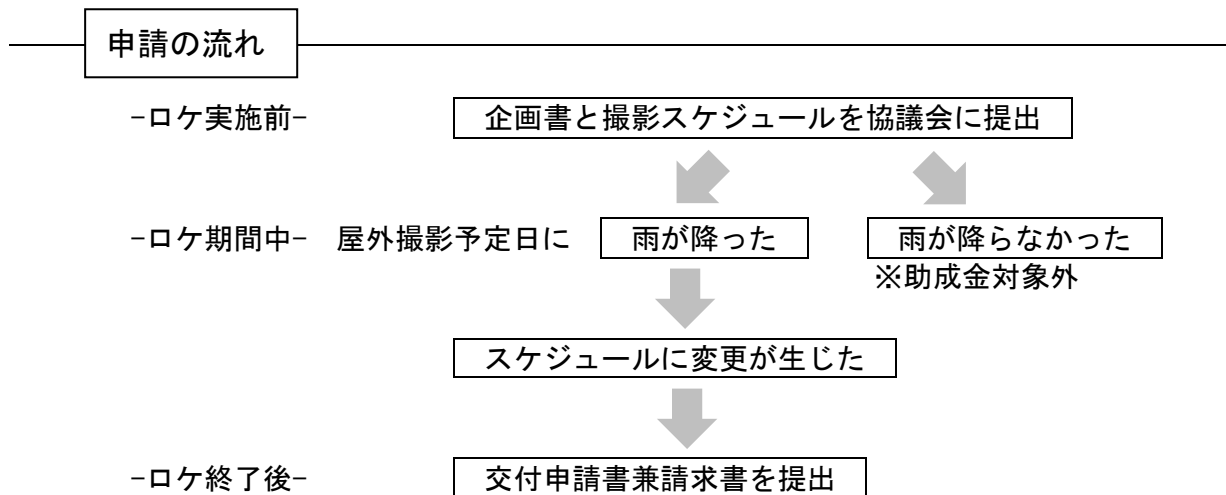 申請の流れ
-ロケ実施前- 企画書と撮影スケジュールを協議会に提出
-ロケ期間中- 屋外撮影予定日に 雨が降った 雨が降らなかった
※助成金対象外
スケジュールに変更が生じた
-ロケ終了後- 交付申請書兼請求書を提出